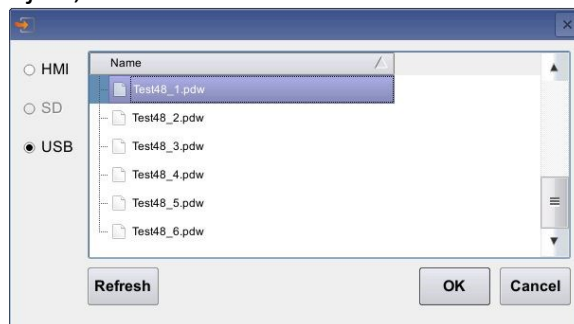 HMI
SD
USB
Name
Test48_1.pdw
Test48_2.pdw
Test48_3.pdw
Test48_4.pdw
Test48_5.pdw
Test48_6.pdw
Refresh
OK
Cancel